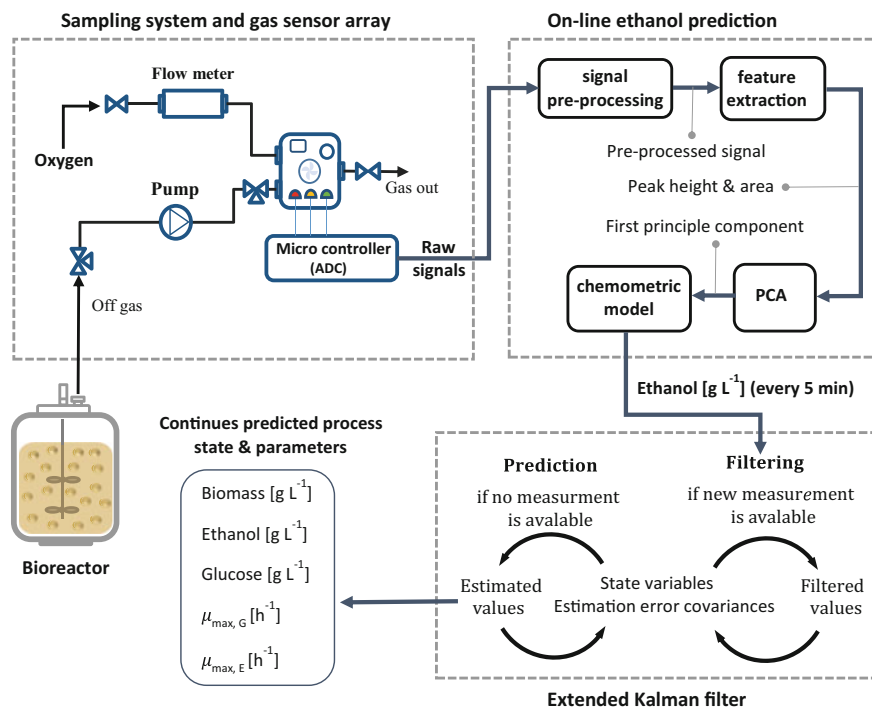 Sampling system and gas sensor array
Flow meter
Oxygen
Pump
Gas out
Micro controller
(ADC)
Raw
signals
Off gas
Bioreactor
On-line ethanol prediction
signal
pre-processing
feature
extraction
Pre-processed signal
Peak height & area
First principle component
chemometric
model
PCA
Ethanol [g L⁻¹] (every 5 min)
Continues predicted process
state & parameters
Biomass [g L⁻¹]
Ethanol [g L⁻¹]
Glucose [g L⁻¹]
μmax, G [h⁻¹]
μmax, E [h⁻¹]
Prediction
if no measurment
is avalable
Filtering
if new measurement
is avalable
Estimated
values
State variables
Estimation error covariances
Filtered
values
Extended Kalman filter